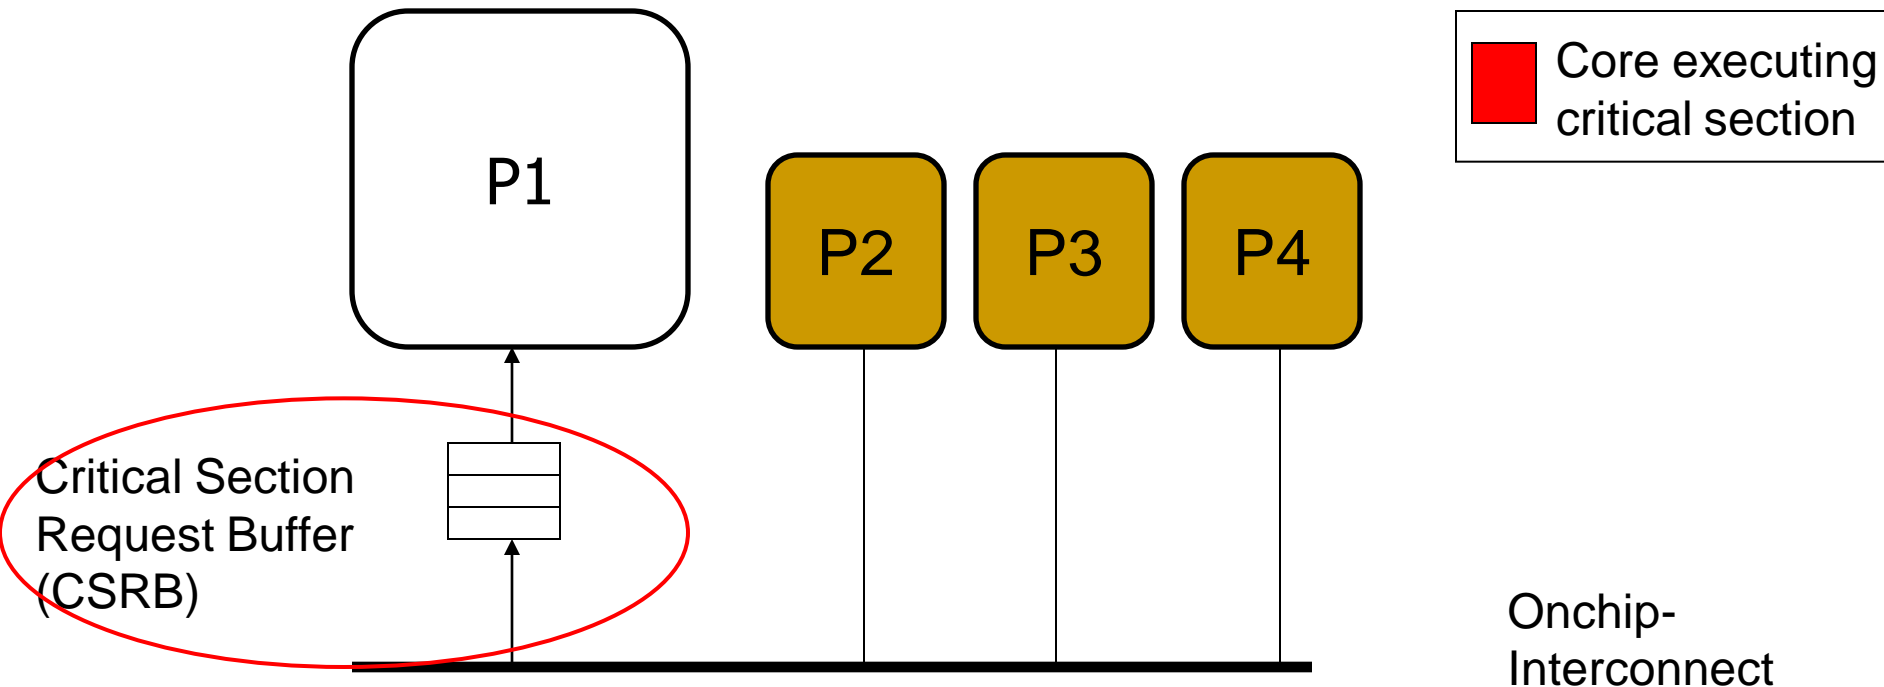 P1
P2
P3
P4
Core executing
critical section
Critical Section
Request Buffer
(CSRB)
Onchip-
Interconnect